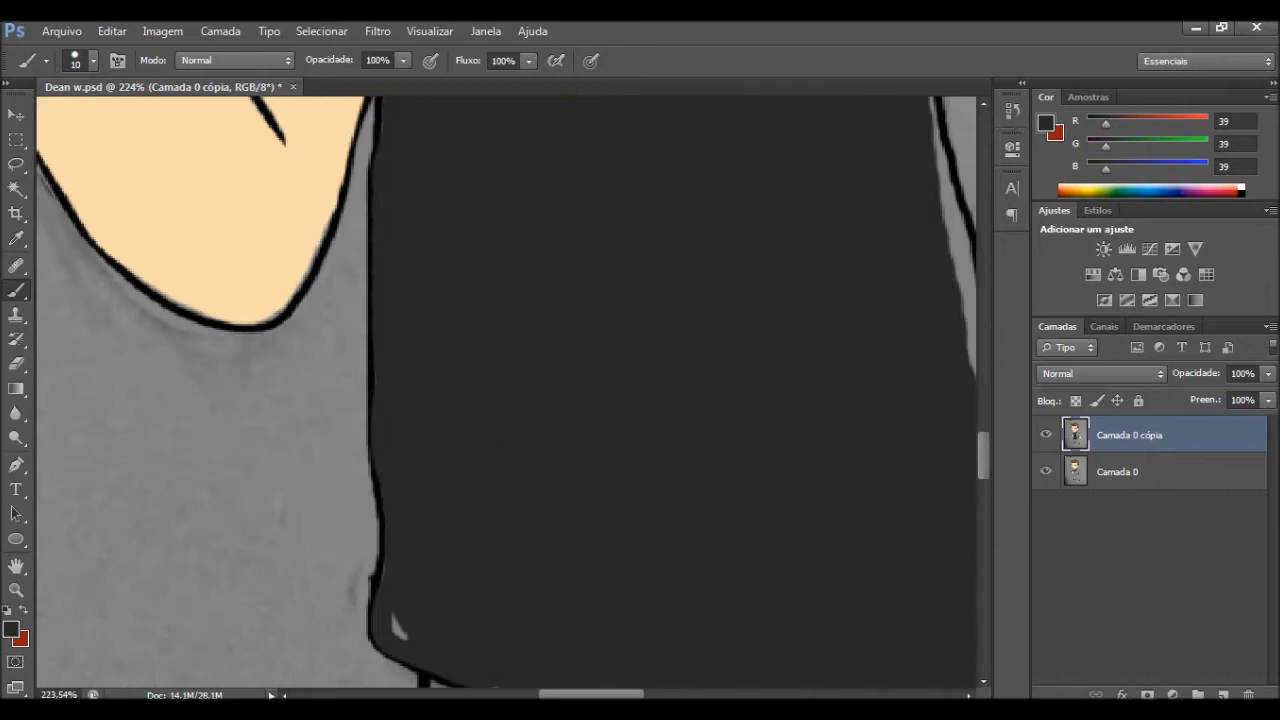 Ps Arquivo Editar Imagem Camada Tipo Selecionar Filtro Visualizar Janela Ajuda
10 Modo: Normal Opacidade: 100% Fluxo: 100% Essenciais
Dean w.psd @ 224% (Camada 0 cópia, RGB/8*) * ×
Cor Amostras
R 39
G 39
B 39
Ajustes Estilos
Adicionar um ajuste
Camadas Canais Demarcadores
Tipo
Normal Opacidade: 100%
Bloq.: Preen.: 100%
Camada 0 cópia
Camada 0
223,54% Doc: 14.1M/28.1M